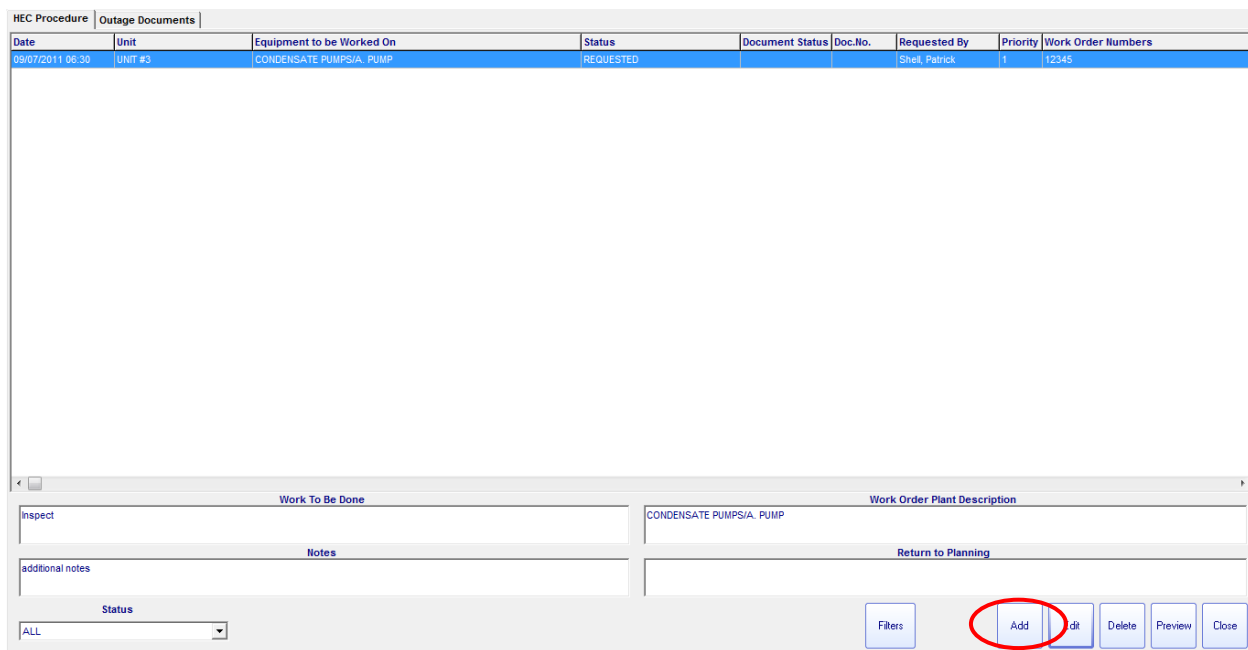 HEC Procedure Outage Documents
Date Unit Equipment to be Worked On Status Document Status Doc.No. Requested By Priority Work Order Numbers
09/07/2011 06:30 UNIT #3 CONDENSATE PUMPS/A. PUMP REQUESTED Shell, Patrick 1 12345
Work To Be Done Work Order Plant Description
Inspect CONDENSATE PUMPS/A. PUMP
Notes Return to Planning
additional notes
Status
ALL
Filters Add Edit Delete Preview Close